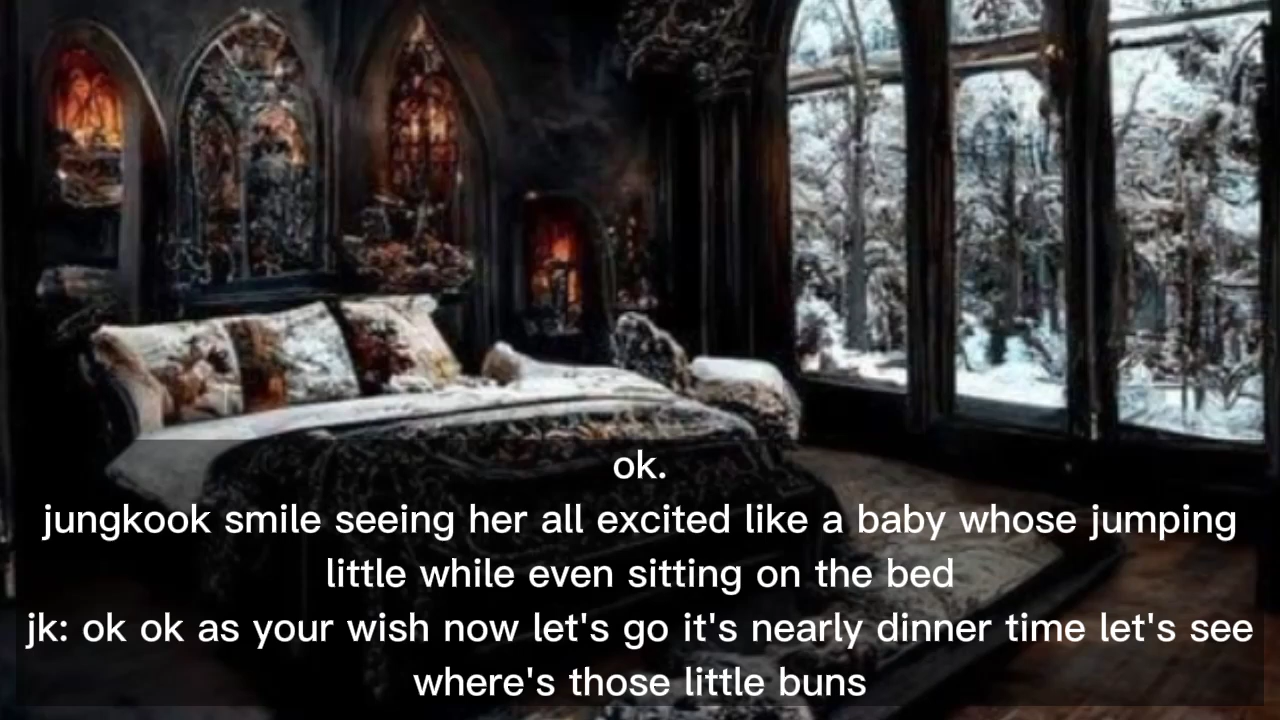 ok.
jungkook smile seeing her all excited like a baby whose jumping
little while even sitting on the bed
jk: ok ok as your wish now let's go it's nearly dinner time let's see
where's those little buns